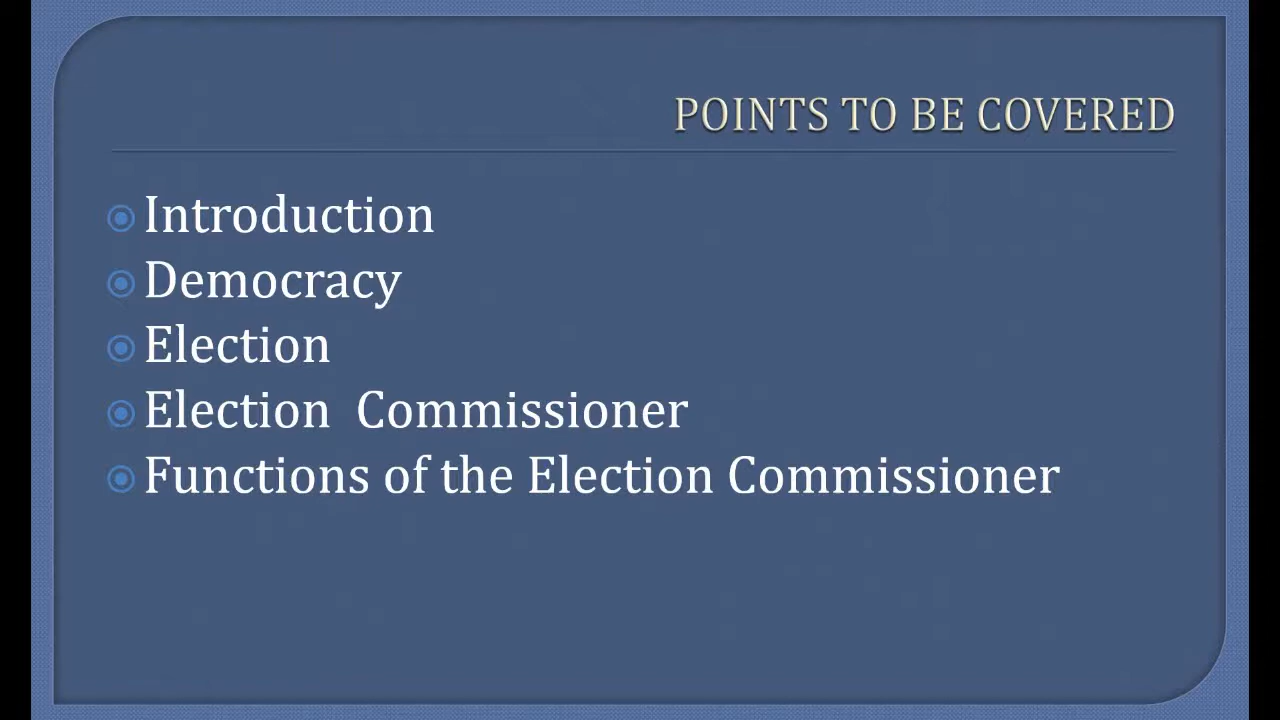 POINTS TO BE COVERED
Introduction
Democracy
Election
Election  Commissioner
Functions of the Election Commissioner